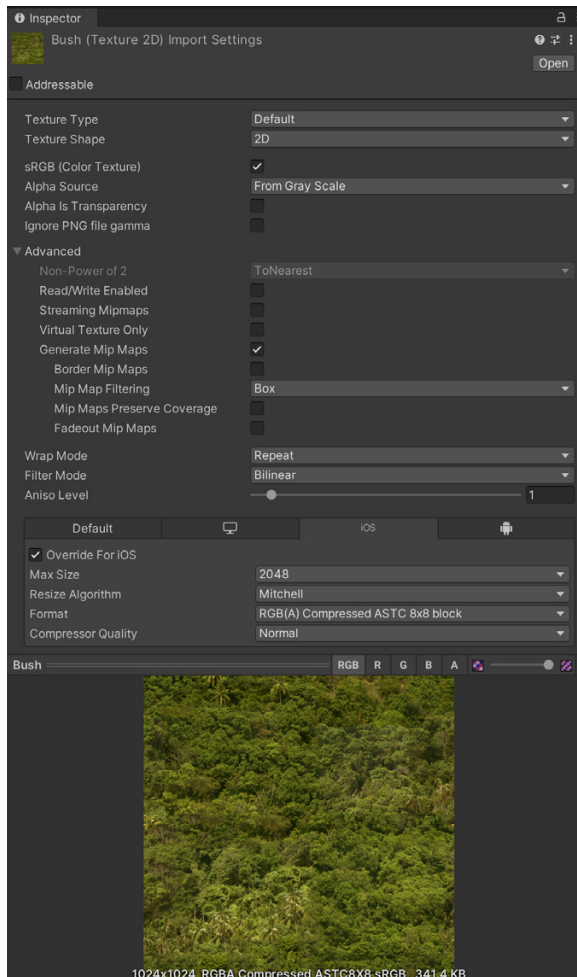 Inspector
Bush (Texture 2D) Import Settings
Open
Addressable
Texture Type Default
Texture Shape 2D
sRGB (Color Texture)
Alpha Source From Gray Scale
Alpha Is Transparency
Ignore PNG file gamma
Advanced
Non-Power of 2 ToNearest
Read/Write Enabled
Streaming Mipmaps
Virtual Texture Only
Generate Mip Maps
Border Mip Maps
Mip Map Filtering Box
Mip Maps Preserve Coverage
Fadeout Mip Maps
Wrap Mode Repeat
Filter Mode Bilinear
Aniso Level 1
Default iOS
Override For iOS
Max Size 2048
Resize Algorithm Mitchell
Format RGB(A) Compressed ASTC 8x8 block
Compressor Quality Normal
Bush RGB R G B A
1024x1024 RGBA Compressed ASTC8X8 sRGB 341.4 KB